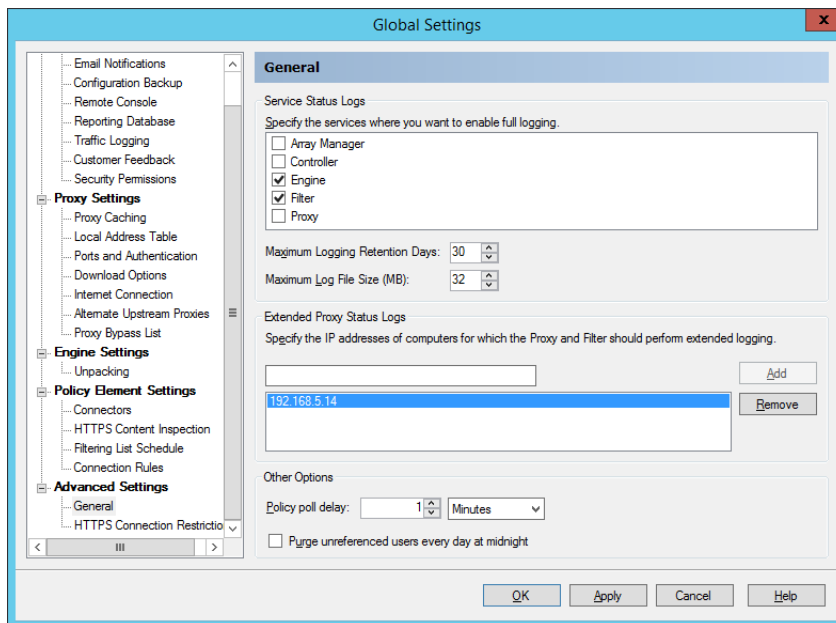 Global Settings
x
Email Notifications
Configuration Backup
Remote Console
Reporting Database
Traffic Logging
Customer Feedback
Security Permissions
Proxy Settings
Proxy Caching
Local Address Table
Ports and Authentication
Download Options
Internet Connection
Alternate Upstream Proxies
Proxy Bypass List
Engine Settings
Unpacking
Policy Element Settings
Connectors
HTTPS Content Inspection
Filtering List Schedule
Connection Rules
Advanced Settings
General
HTTPS Connection Restrictio
General
Service Status Logs
Specify the services where you want to enable full logging.
Array Manager
Controller
Engine
Filter
Proxy
Maximum Logging Retention Days: 30
Maximum Log File Size (MB): 32
Extended Proxy Status Logs
Specify the IP addresses of computers for which the Proxy and Filter should perform extended logging.
Add
192.168.5.14
Remove
Other Options
Policy poll delay: 1 Minutes
Purge unreferenced users every day at midnight
OK Apply Cancel Help